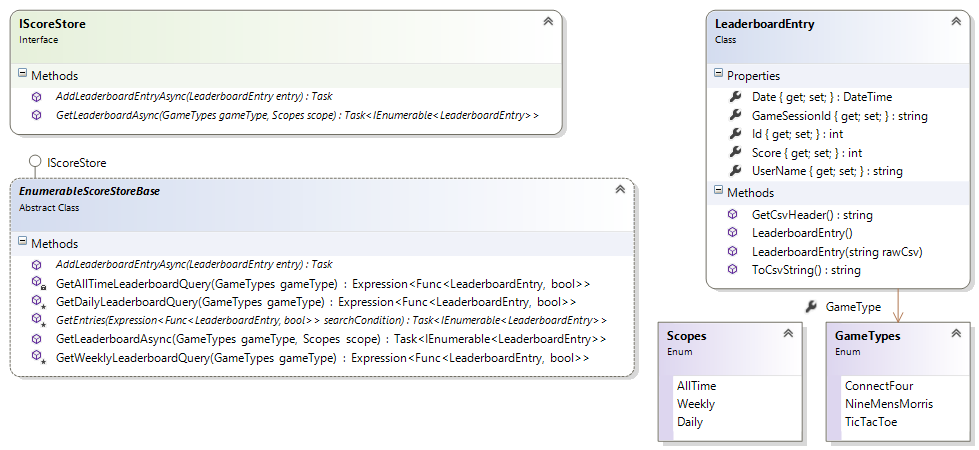 IScoreStore
Interface
Methods
AddLeaderboardEntryAsync(LeaderboardEntry entry) : Task
GetLeaderboardAsync(GameTypes gameType, Scopes scope) : Task<IEnumerable<LeaderboardEntry>>
IScoreStore
EnumerableScoreStoreBase
Abstract Class
Methods
AddLeaderboardEntryAsync(LeaderboardEntry entry) : Task
GetAllTimeLeaderboardQuery(GameTypes gameType) : Expression<Func<LeaderboardEntry, bool>>
GetDailyLeaderboardQuery(GameTypes gameType) : Expression<Func<LeaderboardEntry, bool>>
GetEntries(Expression<Func<LeaderboardEntry, bool>> searchCondition) : Task<IEnumerable<LeaderboardEntry>>
GetLeaderboardAsync(GameTypes gameType, Scopes scope) : Task<IEnumerable<LeaderboardEntry>>
GetWeeklyLeaderboardQuery(GameTypes gameType) : Expression<Func<LeaderboardEntry, bool>>
LeaderboardEntry
Class
Properties
Date { get; set; } : DateTime
GameSessionId { get; set; } : string
Id { get; set; } : int
Score { get; set; } : int
UserName { get; set; } : string
Methods
GetCsvHeader() : string
LeaderboardEntry()
LeaderboardEntry(string rawCsv)
ToCsvString() : string
GameType
Scopes
Enum
AllTime
Weekly
Daily
GameTypes
Enum
ConnectFour
NineMensMorris
TicTacToe